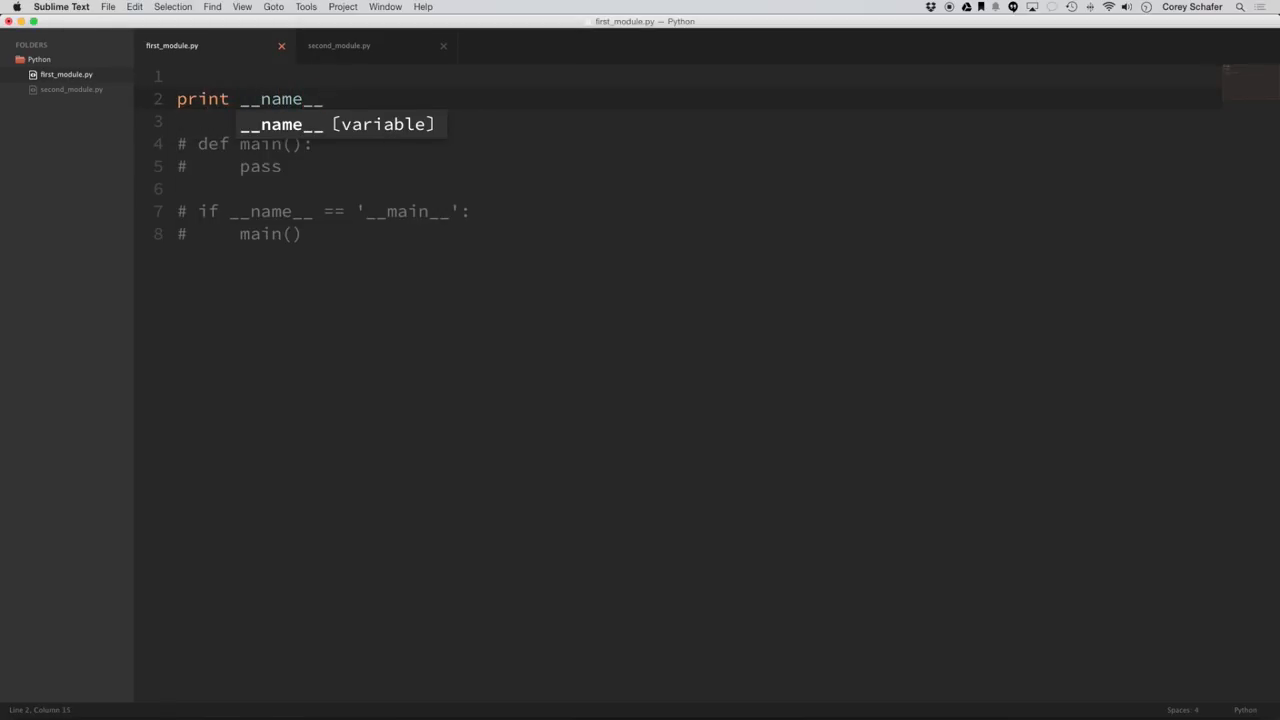 Sublime Text File Edit Selection Find View Goto Tools Project Window Help Corey Schafer
first_module.py — Python
FOLDERS
Python
first_module.py
second_module.py
first_module.py second_module.py
1
2 print __name__
__name__ [variable]
3
4 # def main():
5 #     pass
6
7 # if __name__ == '__main__':
8 #     main()
Line 2, Column 15 Spaces: 4 Python